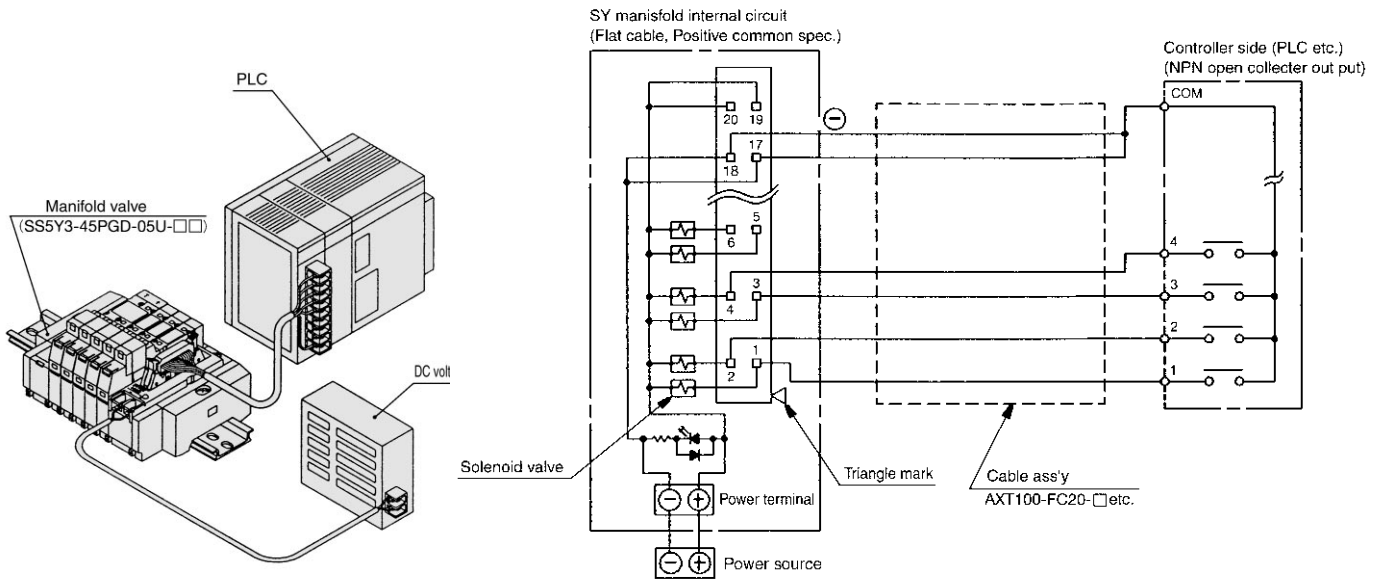 SY manisfold internal circuit
(Flat cable, Positive common spec.)
Controller side (PLC etc.)
(NPN open collecter out put)
PLC
COM
20 19
17
18
Manifold valve
(SS5Y3-45PGD-05U-□□)
5
6
4
3
4
3
2
1
2
1
DC volt
Solenoid valve
Triangle mark
Cable ass'y
AXT100-FC20-□etc.
Power terminal
Power source